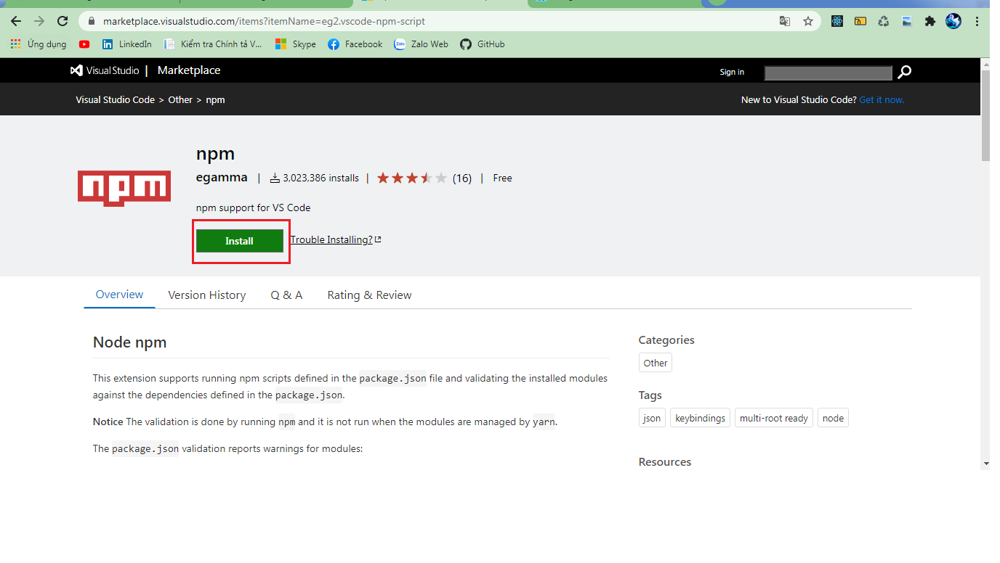 marketplace.visualstudio.com/items?itemName=eg2.vscode-npm-script
Ứng dụng LinkedIn Kiểm tra Chính tả V... Skype Facebook Zalo Zalo Web GitHub
Visual Studio | Marketplace Sign in
Visual Studio Code > Other > npm New to Visual Studio Code? Get it now.
npm
npm
egamma | 3,023,386 installs | (16) | Free
npm support for VS Code
Install Trouble Installing?
Overview Version History Q & A Rating & Review
Node npm
This extension supports running npm scripts defined in the package.json file and validating the installed modules
against the dependencies defined in the package.json.
Notice The validation is done by running npm and it is not run when the modules are managed by yarn.
The package.json validation reports warnings for modules:
Categories
Other
Tags
json keybindings multi-root ready node
Resources